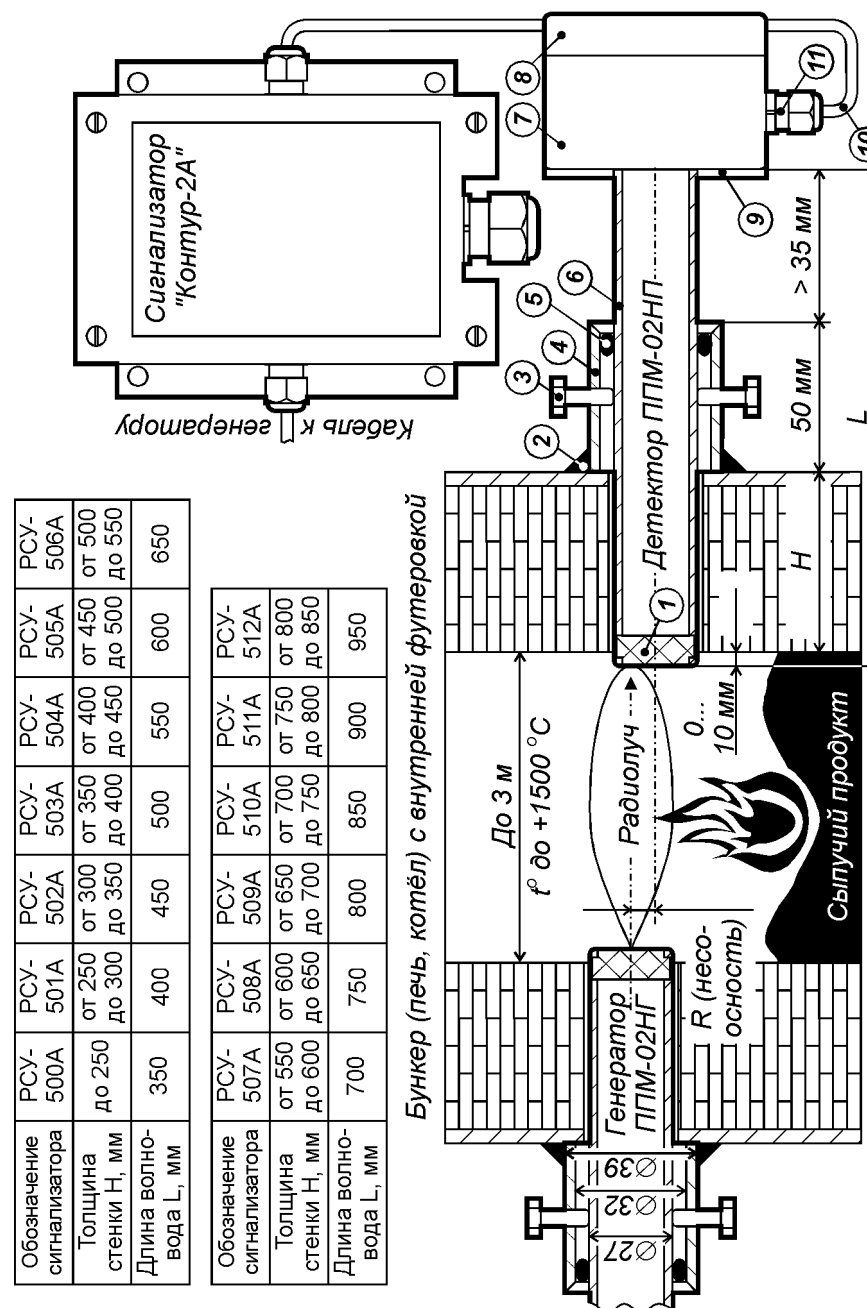 Обозначение
сигнализатора
РСУ-
500А
РСУ-
501А
РСУ-
502А
РСУ-
503А
РСУ-
504А
РСУ-
505А
РСУ-
506А
Толщина
стенки Н, мм
до 250
от 250
до 300
от 300
до 350
от 350
до 400
от 400
до 450
от 450
до 500
от 500
до 550
Длина волно-
вода L, мм
350
400
450
500
550
600
650
Обозначение
сигнализатора
РСУ-
507А
РСУ-
508А
РСУ-
509А
РСУ-
510А
РСУ-
511А
РСУ-
512А
Толщина
стенки Н, мм
от 550
до 600
от 600
до 650
от 650
до 700
от 700
до 750
от 750
до 800
от 800
до 850
Длина волно-
вода L, мм
700
750
800
850
900
950
Сигнализатор
"Контур-2А"
Кабель к генератору
Бункер (печь, котёл) с внутренней футеровкой
До 3 м
t° до +1500 °С
Радиолуч
Генератор
ППМ-02НГ
Детектор ППМ-02НП
R (несо-
осность)
0...
10 мм
Сыпучий продукт
∅39
∅32
∅27
H
50 мм
> 35 мм
L
1
2
3
4
5
6
7
8
9
10
11